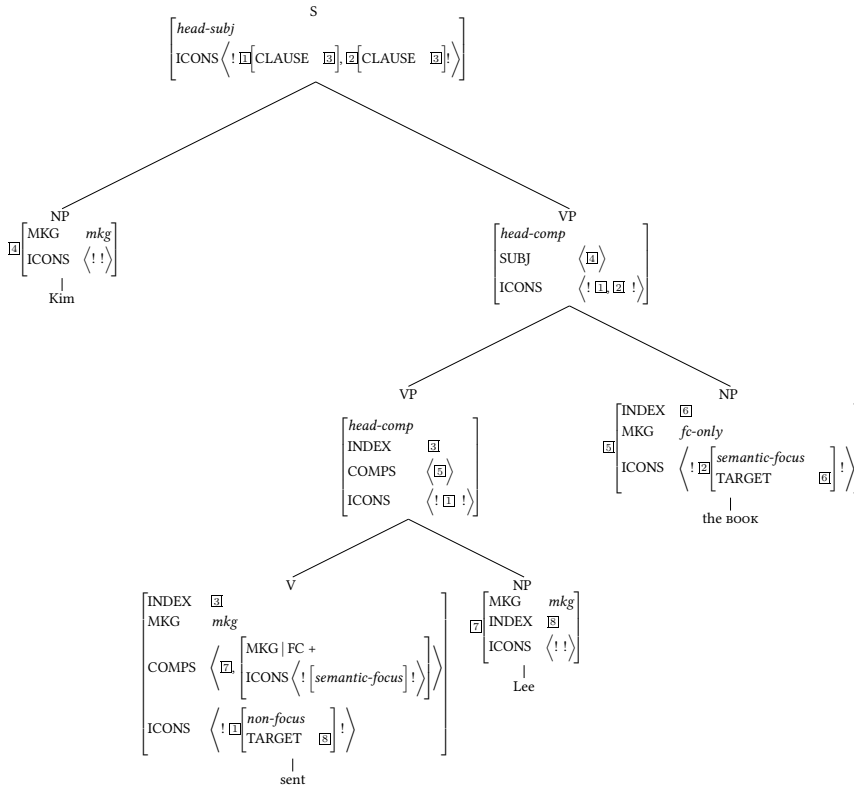 S
head-subj
ICONS ⟨! 1[CLAUSE 3], 2[CLAUSE 3]!⟩
NP
4 MKG mkg
ICONS ⟨! !⟩
Kim
VP
head-comp
SUBJ ⟨4⟩
ICONS ⟨! 1, 2 !⟩
VP
head-comp
INDEX 3
COMPS ⟨5⟩
ICONS ⟨! 1 !⟩
NP
INDEX 6
5 MKG fc-only
ICONS ⟨! 2[semantic-focus
TARGET 6] !⟩
the BOOK
V
INDEX 3
MKG mkg
COMPS ⟨7, [MKG | FC +
ICONS ⟨! [semantic-focus] !⟩]⟩
ICONS ⟨! 1[non-focus
TARGET 8] !⟩
sent
NP
MKG mkg
7 INDEX 8
ICONS ⟨! !⟩
Lee